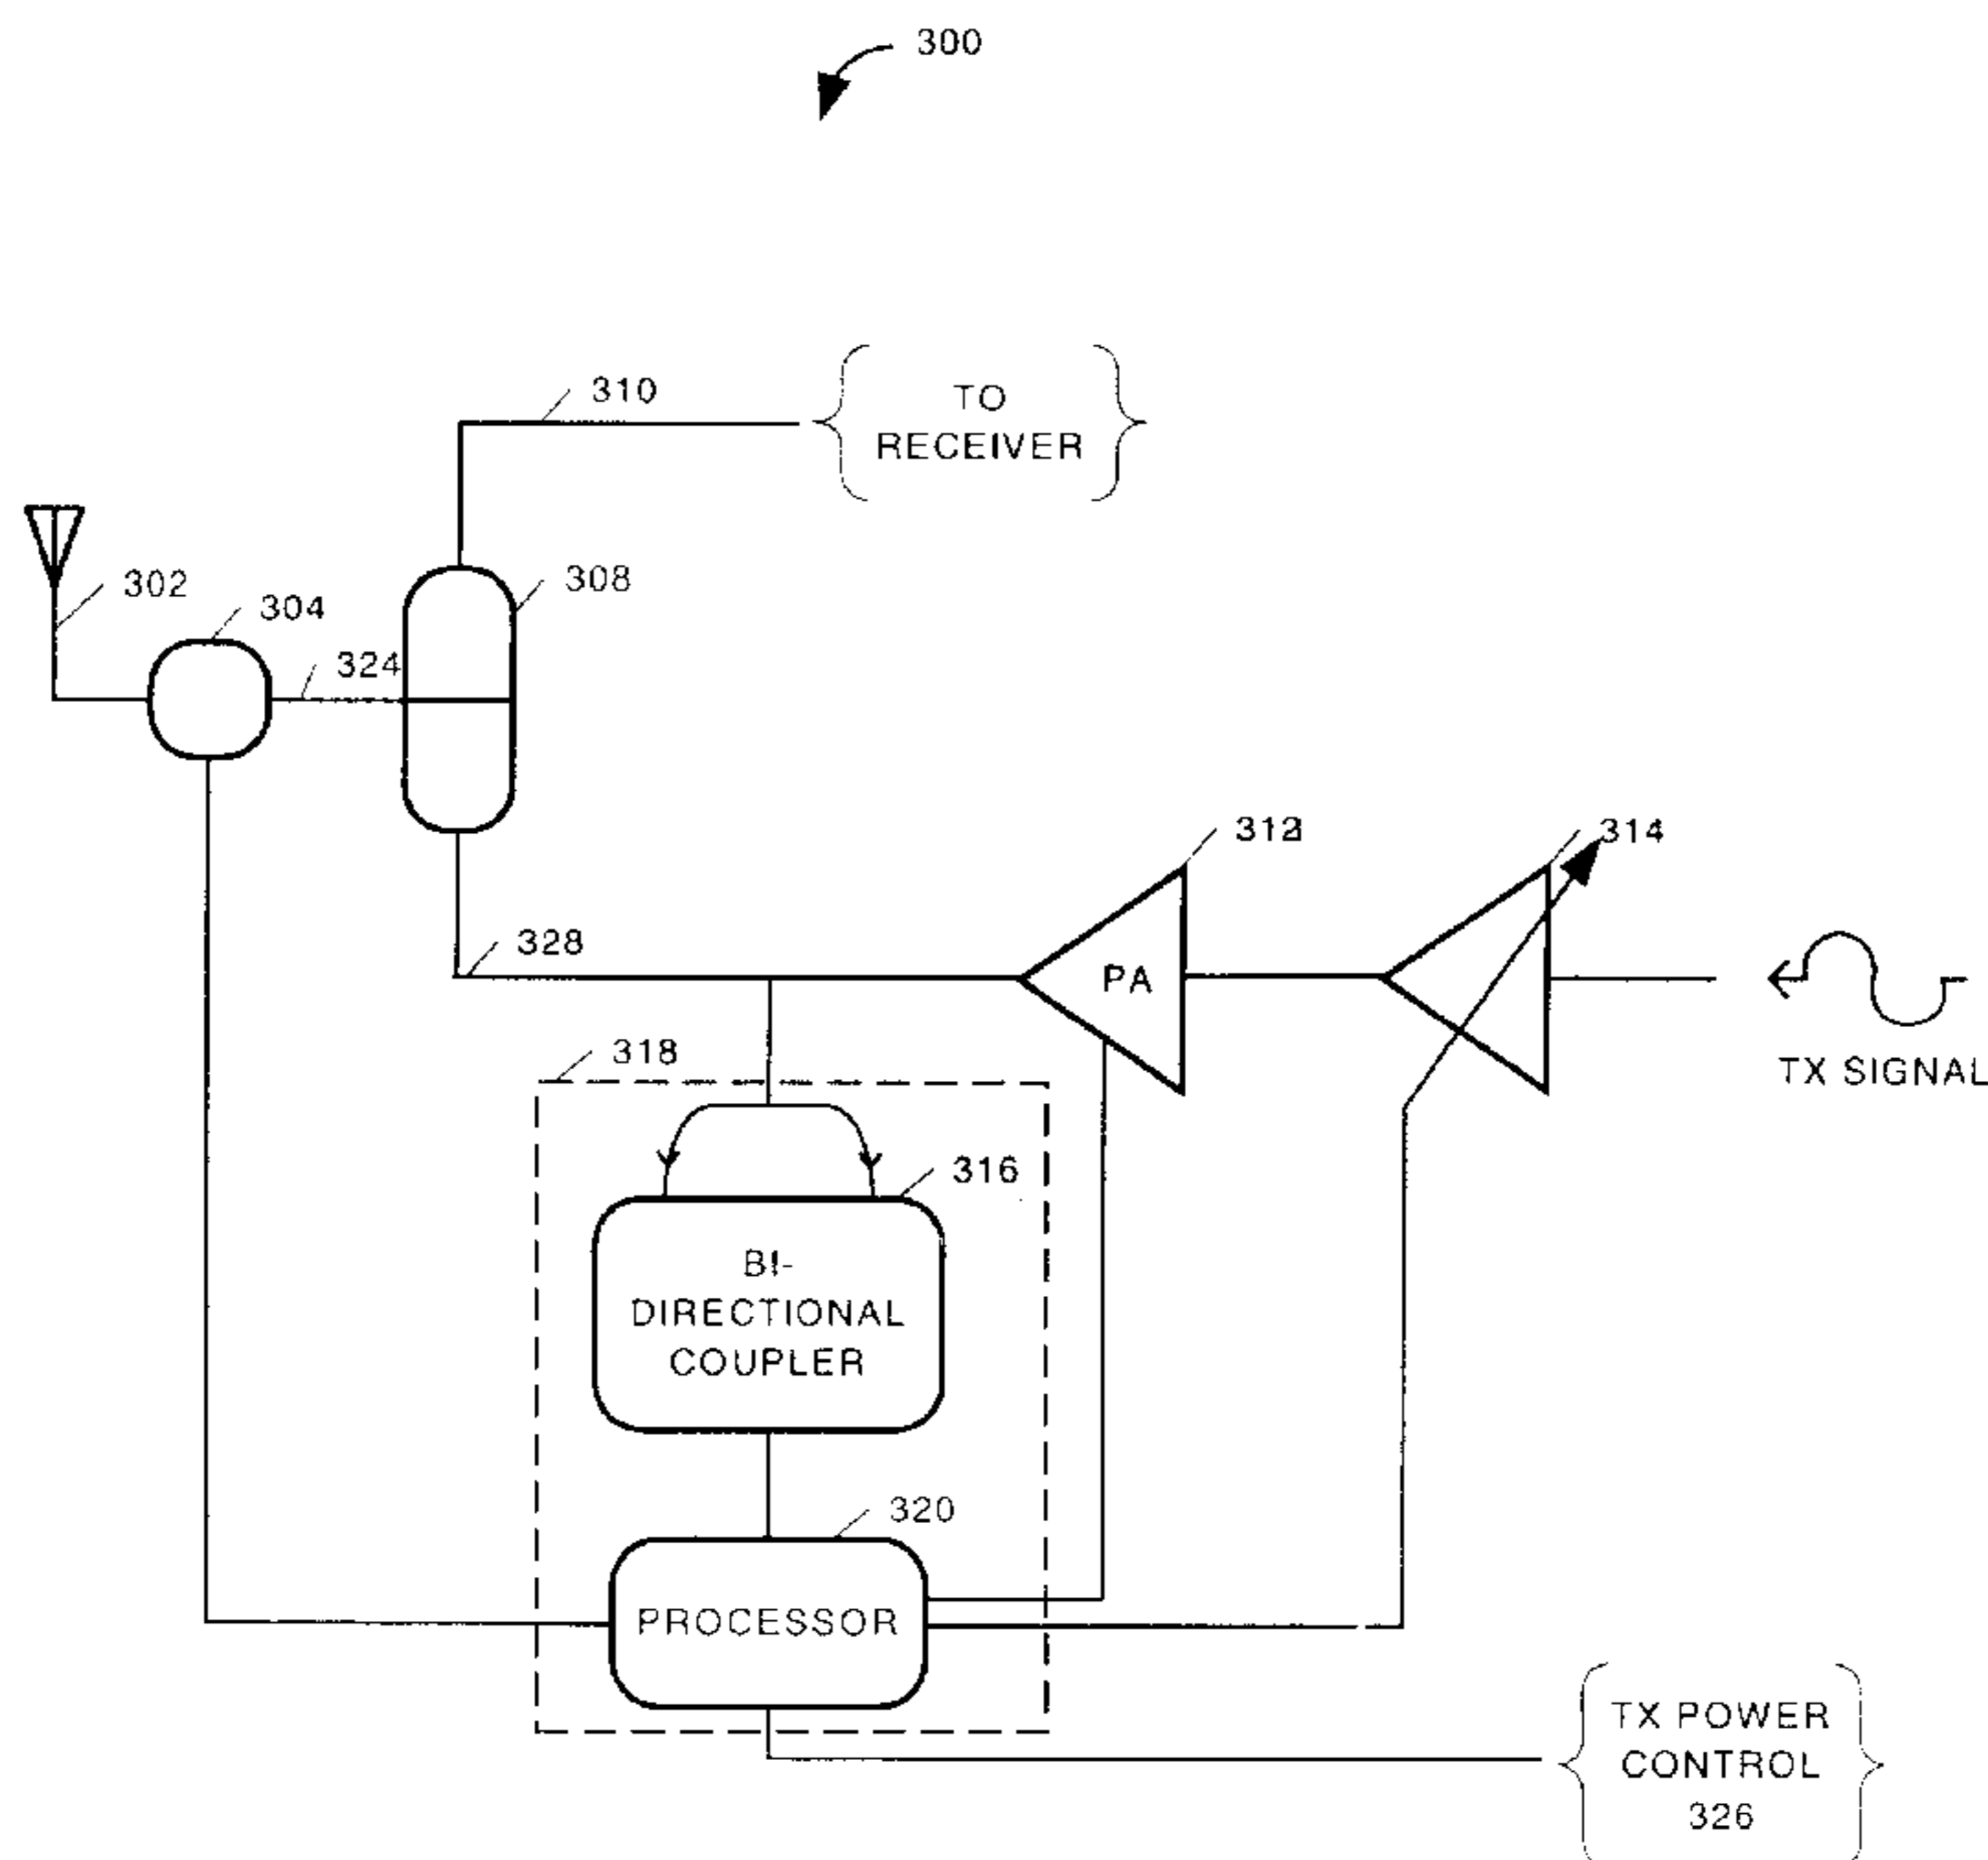 300
310
TO
RECEIVER
302
304
308
324
312
314
328
318
TX SIGNAL
PA
316
BI-
DIRECTIONAL
COUPLER
320
PROCESSOR
TX POWER
CONTROL
326